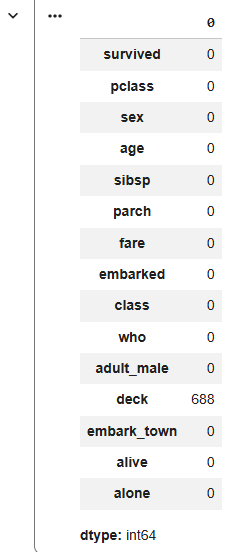 0
survived 0
pclass 0
sex 0
age 0
sibsp 0
parch 0
fare 0
embarked 0
class 0
who 0
adult_male 0
deck 688
embark_town 0
alive 0
alone 0
dtype: int64